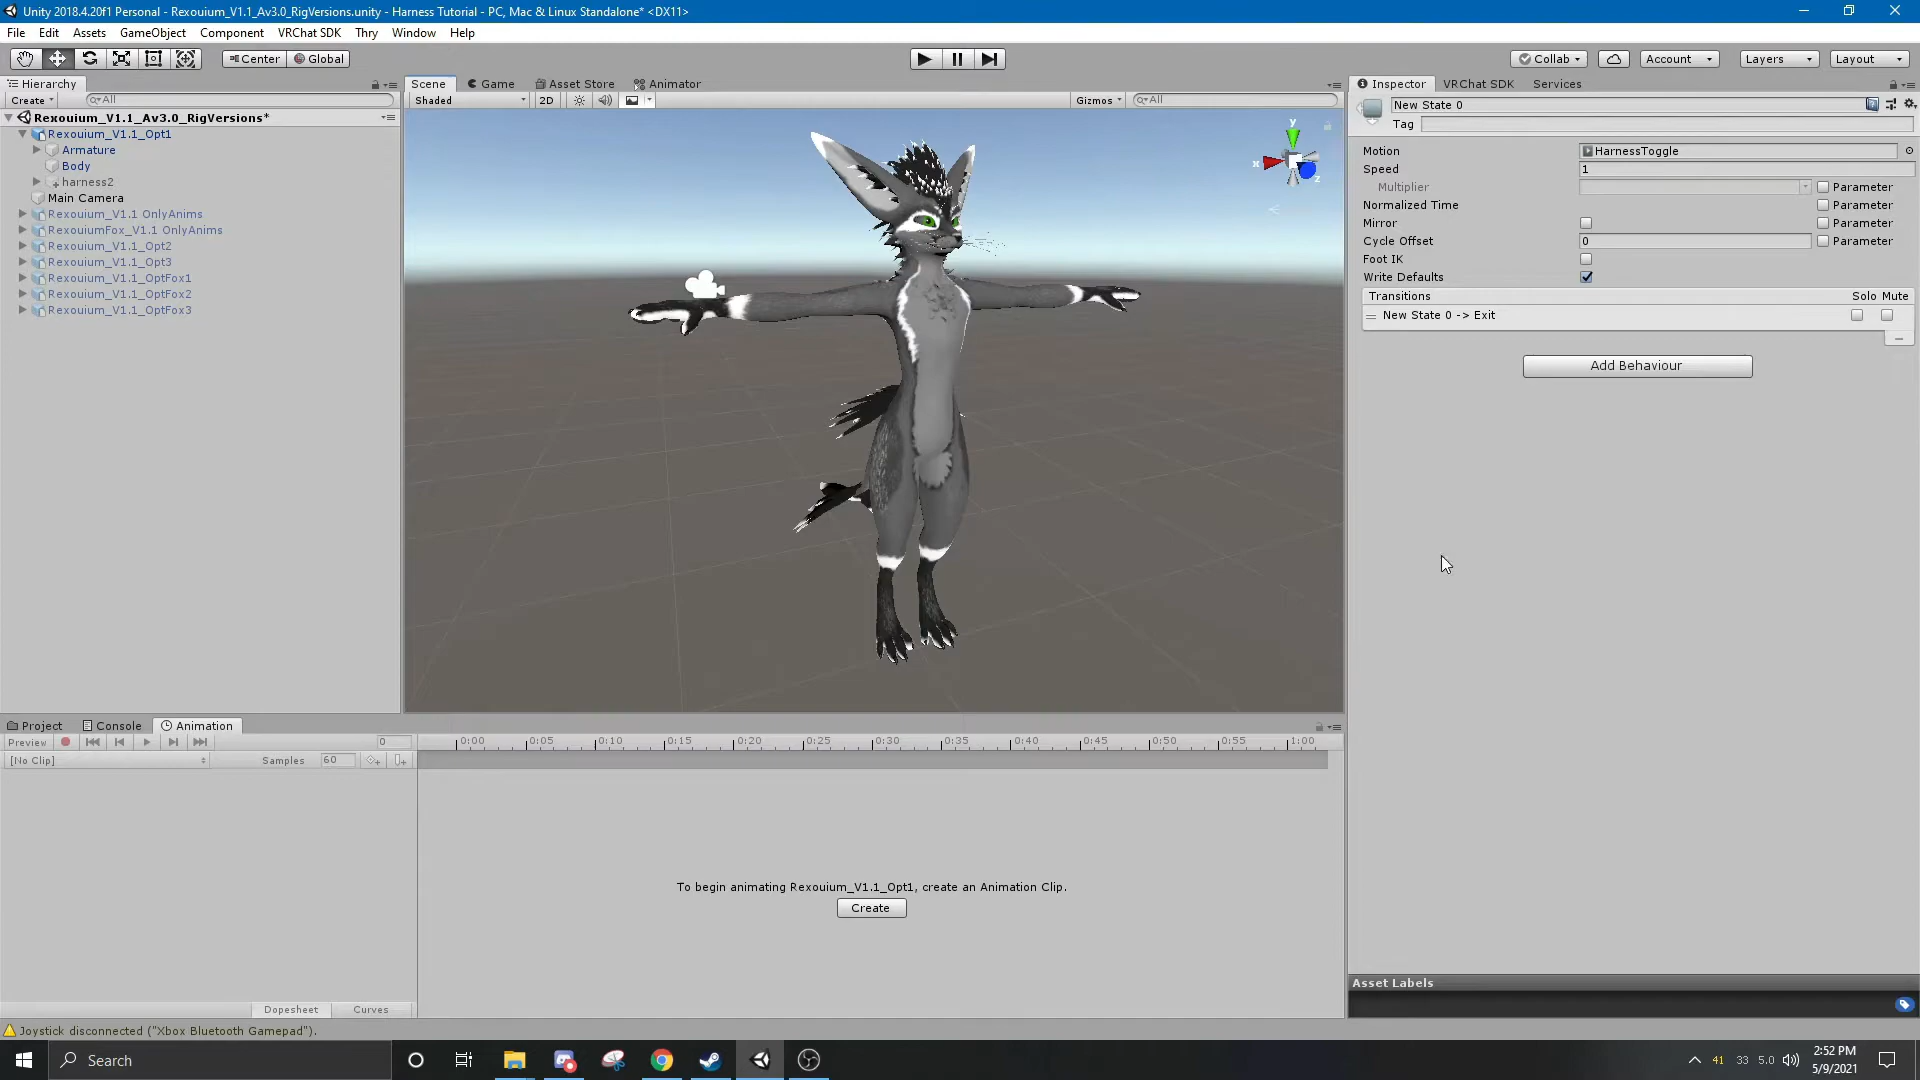 Unity 2018.4.20f1 Personal - Rexouium_V1.1_Av3.0_RigVersions.unity - Harness Tutorial - PC, Mac & Linux Standalone* <DX11>
File Edit Assets GameObject Component VRChat SDK Thry Window Help
Center Global Collab Account Layers Layout
Hierarchy Scene Game Asset Store Animator Inspector VRChat SDK Services
Create All Shaded 2D Gizmos All New State 0
Rexouium_V1.1_Av3.0_RigVersions*
Tag
Rexouium_V1.1_Opt1
Armature
Body
harness2
Main Camera
Rexouium_V1.1 OnlyAnims
RexouiumFox_V1.1 OnlyAnims
Rexouium_V1.1_Opt2
Rexouium_V1.1_Opt3
Rexouium_V1.1_OptFox1
Rexouium_V1.1_OptFox2
Rexouium_V1.1_OptFox3
y
x
z
Motion HarnessToggle
Speed 1
Multiplier Parameter
Normalized Time Parameter
Mirror Parameter
Cycle Offset 0 Parameter
Foot IK
Write Defaults
Transitions Solo Mute
New State 0 -> Exit
Add Behaviour
Project Console Animation
Preview 0 0:00 0:05 0:10 0:15 0:20 0:25 0:30 0:35 0:40 0:45 0:50 0:55 1:00
[No Clip] Samples 60
To begin animating Rexouium_V1.1_Opt1, create an Animation Clip.
Create
Dopesheet Curves
Asset Labels
Joystick disconnected ("Xbox Bluetooth Gamepad").
Search
41 33 5.0
2:52 PM
5/9/2021